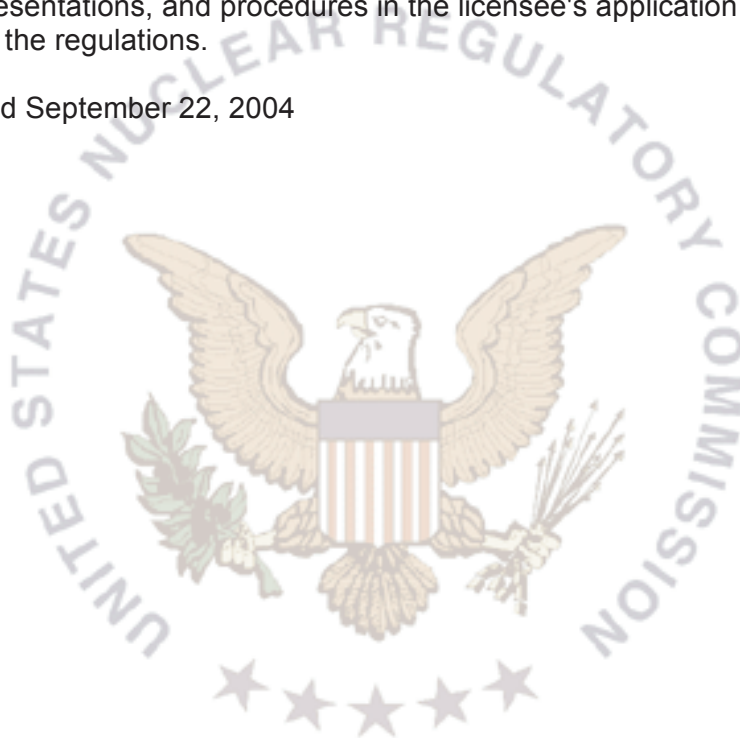 esentations, and procedures in the licensee's application
the regulations.
d September 22, 2004
UNITED STATES NUCLEAR REGULATORY COMMISSION